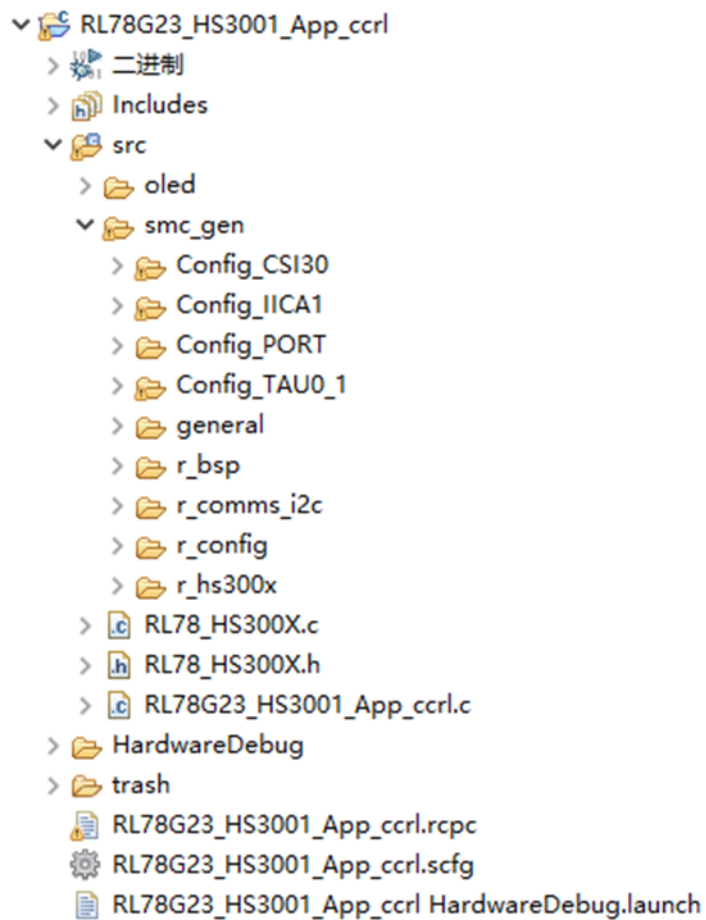 RL78G23_HS3001_App_ccrl
二进制
Includes
src
oled
smc_gen
Config_CSI30
Config_IICA1
Config_PORT
Config_TAU0_1
general
r_bsp
r_comms_i2c
r_config
r_hs300x
RL78_HS300X.c
RL78_HS300X.h
RL78G23_HS3001_App_ccrl.c
HardwareDebug
trash
RL78G23_HS3001_App_ccrl.rcpc
RL78G23_HS3001_App_ccrl.scfg
RL78G23_HS3001_App_ccrl HardwareDebug.launch